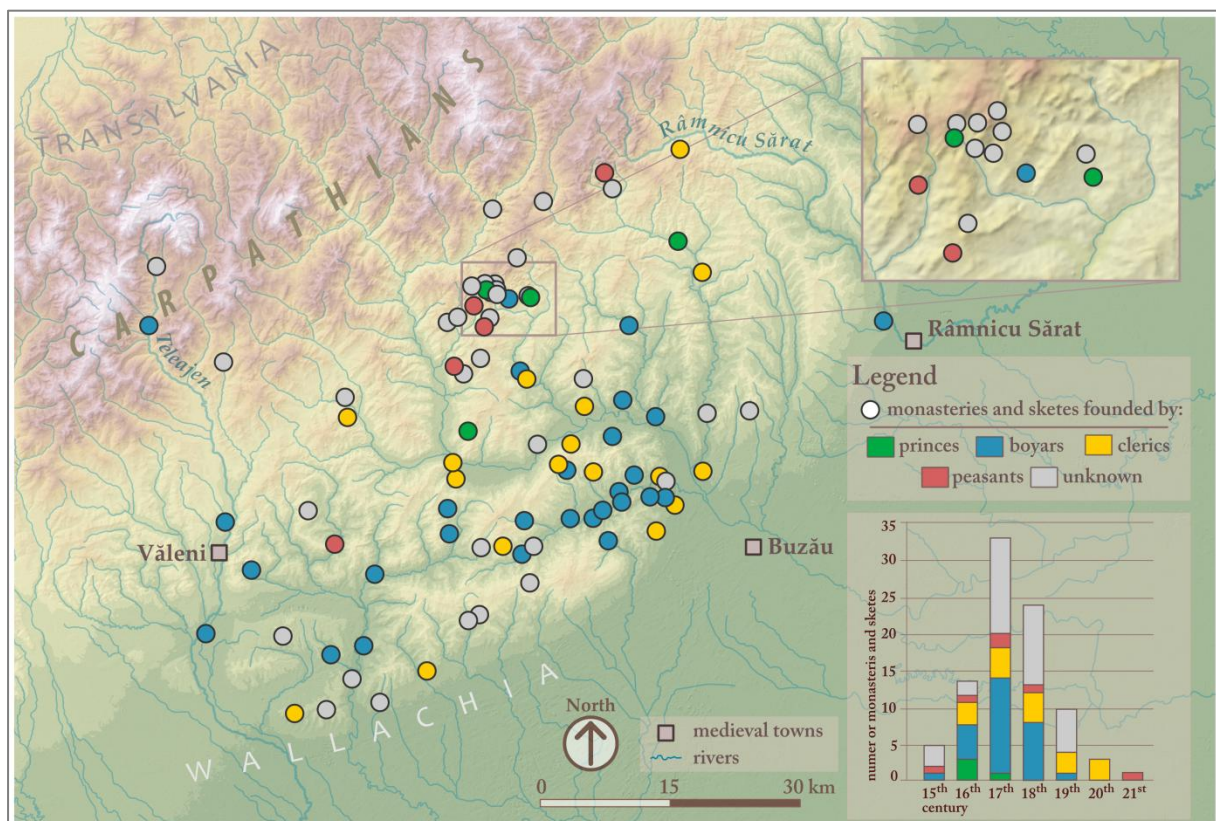 TRANSYLVANIA
CARPATHIANS
Râmnicu Sărat
Teleajen
Râmnicu Sărat
Văleni
Buzău
WALLACHIA
Legend
monasteries and sketes founded by:
princes boyars clerics
peasants unknown
North
medieval towns
rivers
0 15 30 km
numer or monasteris and sketes
35
30
25
20
15
10
5
0
15th 16th 17th 18th 19th 20th 21st
century